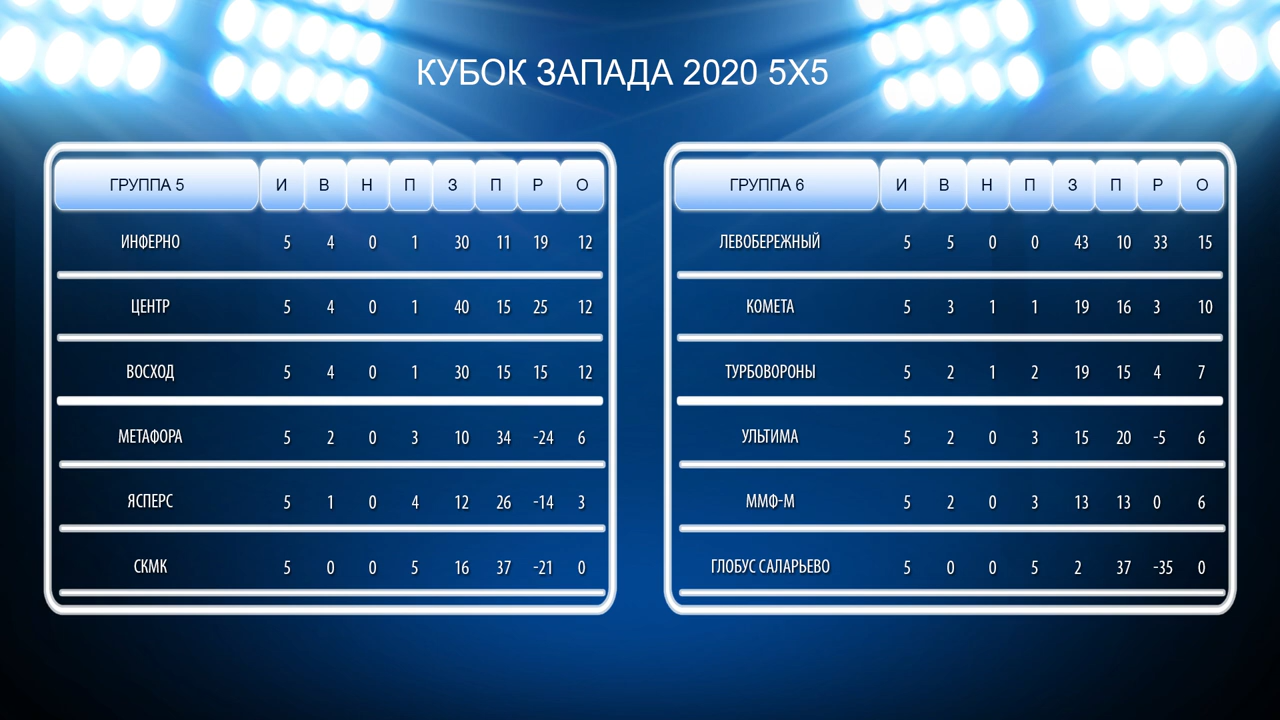 КУБОК ЗАПАДА 2020 5X5
ГРУППА 5 И В Н П З П Р О
ИНФЕРНО 5 4 0 1 30 11 19 12
ЦЕНТР 5 4 0 1 40 15 25 12
ВОСХОД 5 4 0 1 30 15 15 12
МЕТАФОРА 5 2 0 3 10 34 -24 6
ЯСПЕРС 5 1 0 4 12 26 -14 3
СКМК 5 0 0 5 16 37 -21 0
ГРУППА 6 И В Н П З П Р О
ЛЕВОБЕРЕЖНЫЙ 5 5 0 0 43 10 33 15
КОМЕТА 5 3 1 1 19 16 3 10
ТУРБОВОРОНЫ 5 2 1 2 19 15 4 7
УЛЬТИМА 5 2 0 3 15 20 -5 6
ММФ-М 5 2 0 3 13 13 0 6
ГЛОБУС САЛАРЬЕВО 5 0 0 5 2 37 -35 0